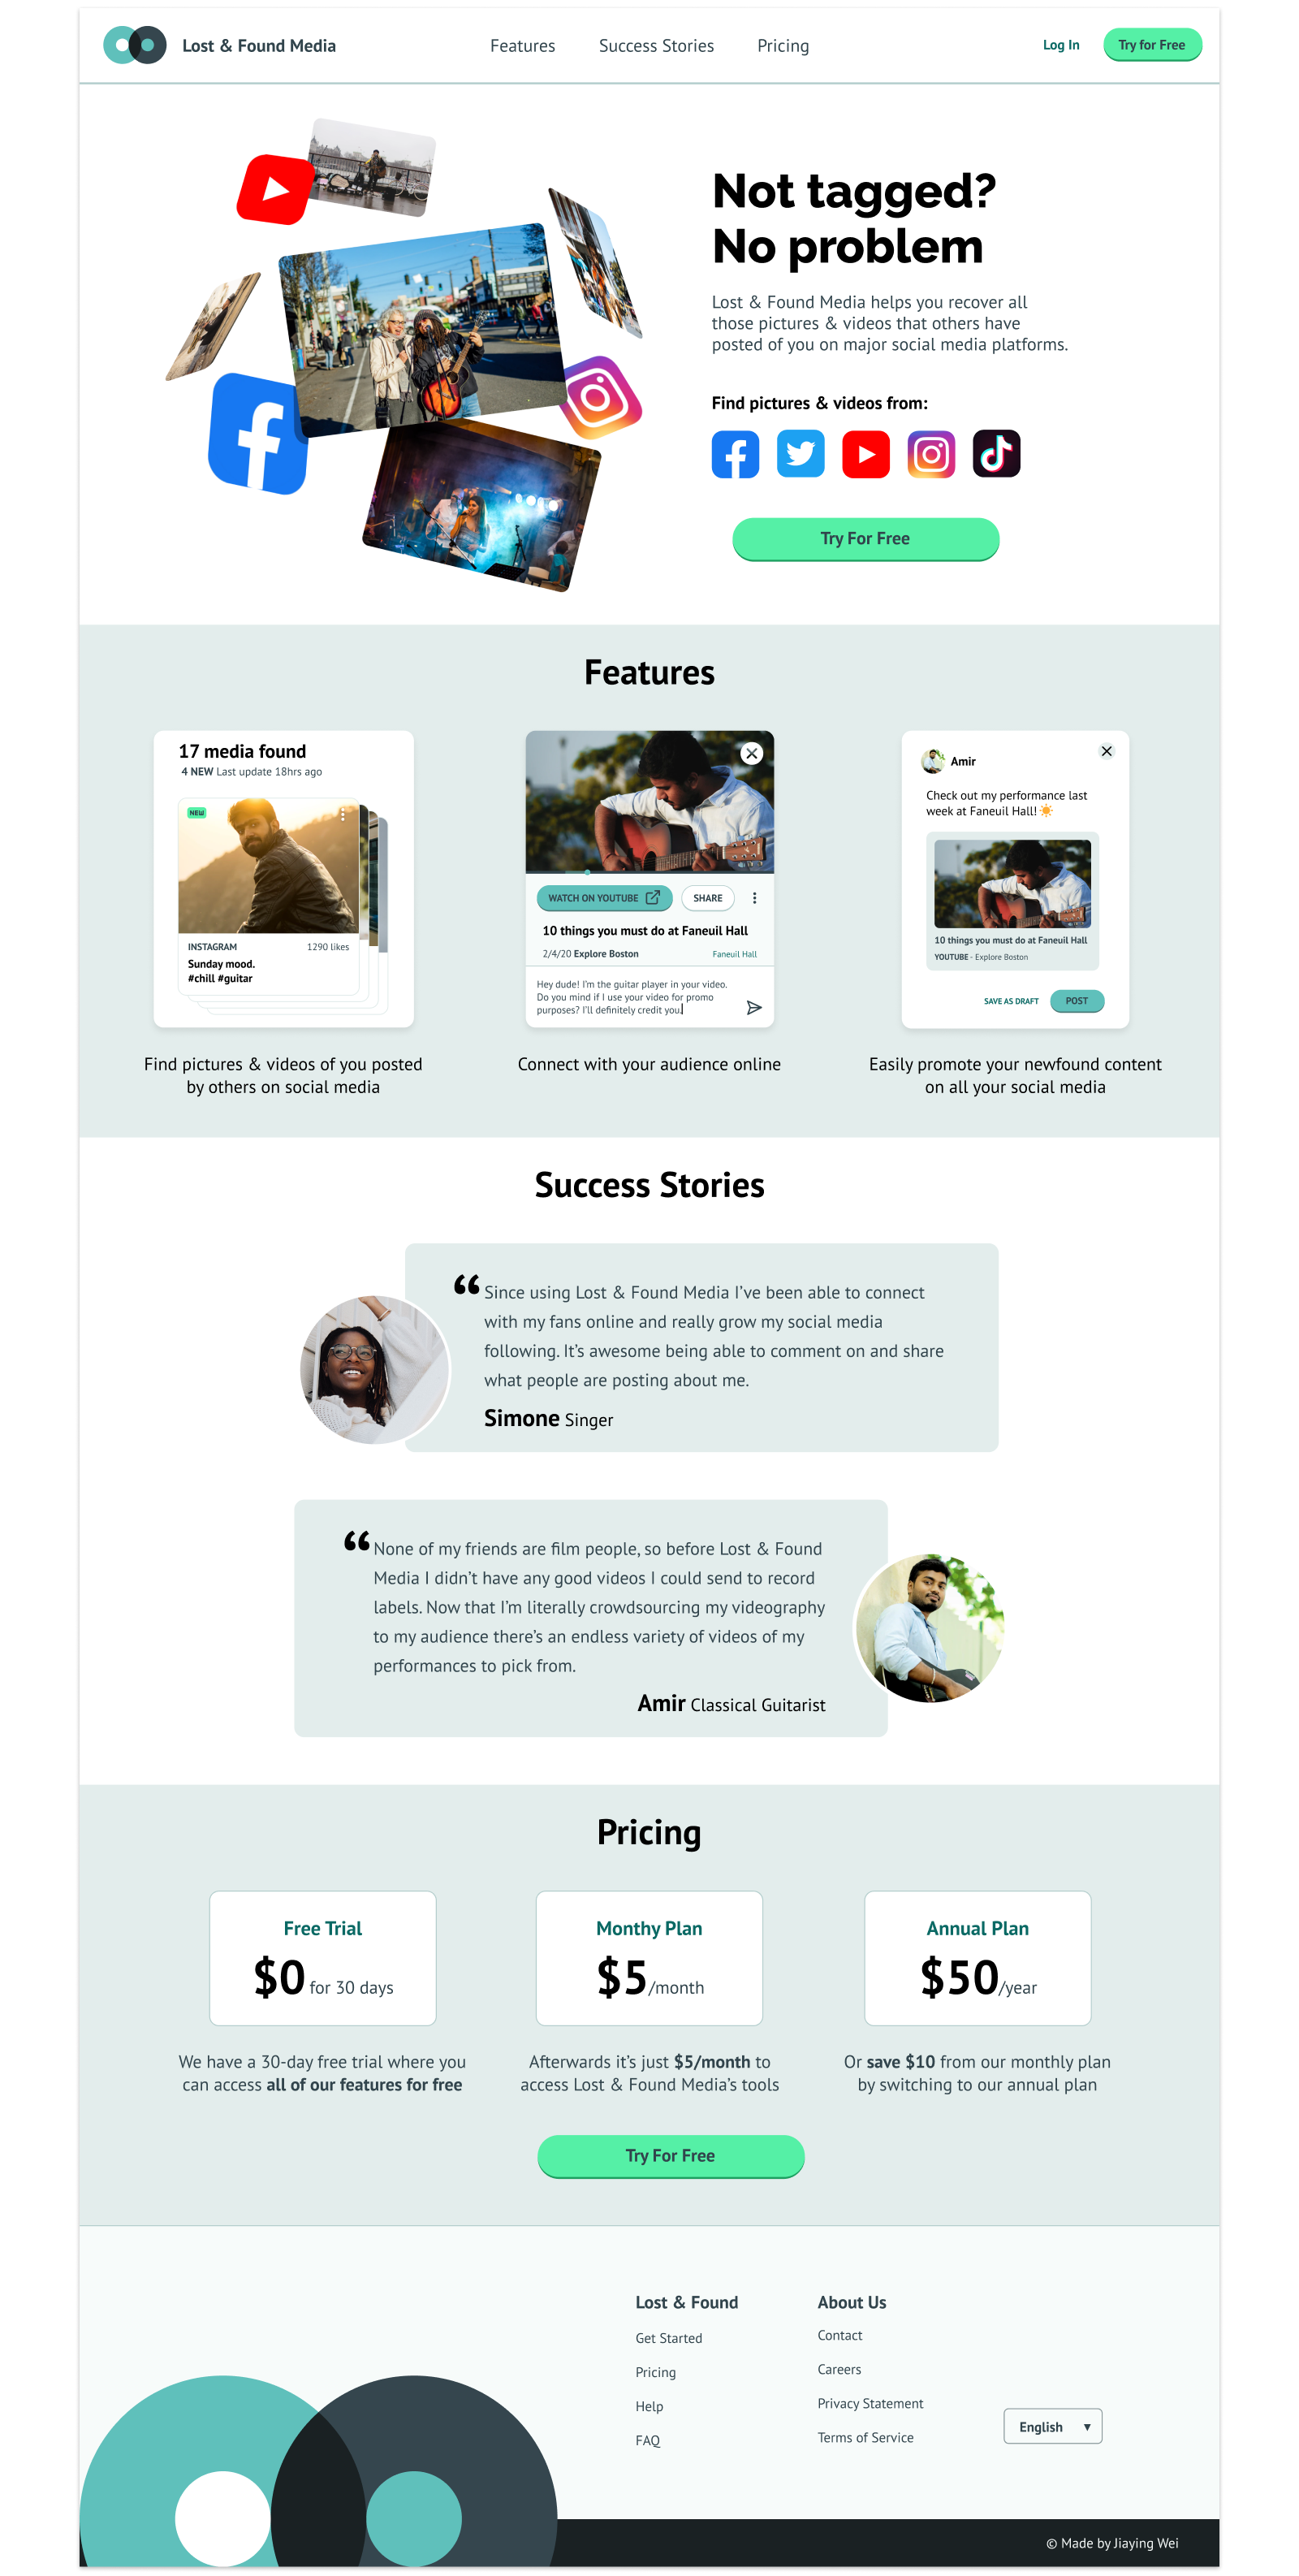 Lost & Found Media
Features
Success Stories
Pricing
Log In
Try for Free
Not tagged?
No problem
Lost & Found Media helps you recover all
those pictures & videos that others have
posted of you on major social media platforms.
Find pictures & videos from:
Try For Free
Features
17 media found
4 NEW Last update 18hrs ago
NEW
INSTAGRAM
1290 likes
Sunday mood.
#chill #guitar
Find pictures & videos of you posted
by others on social media
WATCH ON YOUTUBE
SHARE
10 things you must do at Faneuil Hall
2/4/20 Explore Boston
Faneuil Hall
Hey dude! I'm the guitar player in your video.
Do you mind if I use your video for promo
purposes? I'll definitely credit you.
Connect with your audience online
Amir
Check out my performance last
week at Faneuil Hall!☀️
10 things you must do at Faneuil Hall
YOUTUBE - Explore Boston
SAVE AS DRAFT
POST
Easily promote your newfound content
on all your social media
Success Stories
“Since using Lost & Found Media I’ve been able to connect
with my fans online and really grow my social media
following. It’s awesome being able to comment on and share
what people are posting about me.
Simone Singer
“None of my friends are film people, so before Lost & Found
Media I didn’t have any good videos I could send to record
labels. Now that I’m literally crowdsourcing my videography
to my audience there’s an endless variety of videos of my
performances to pick from.
Amir Classical Guitarist
Pricing
Free Trial
$0 for 30 days
We have a 30-day free trial where you
can access all of our features for free
Monthy Plan
$5/month
Afterwards it’s just $5/month to
access Lost & Found Media’s tools
Annual Plan
$50/year
Or save $10 from our monthly plan
by switching to our annual plan
Try For Free
Lost & Found
Get Started
Pricing
Help
FAQ
About Us
Contact
Careers
Privacy Statement
Terms of Service
English ▼
© Made by Jiaying Wei